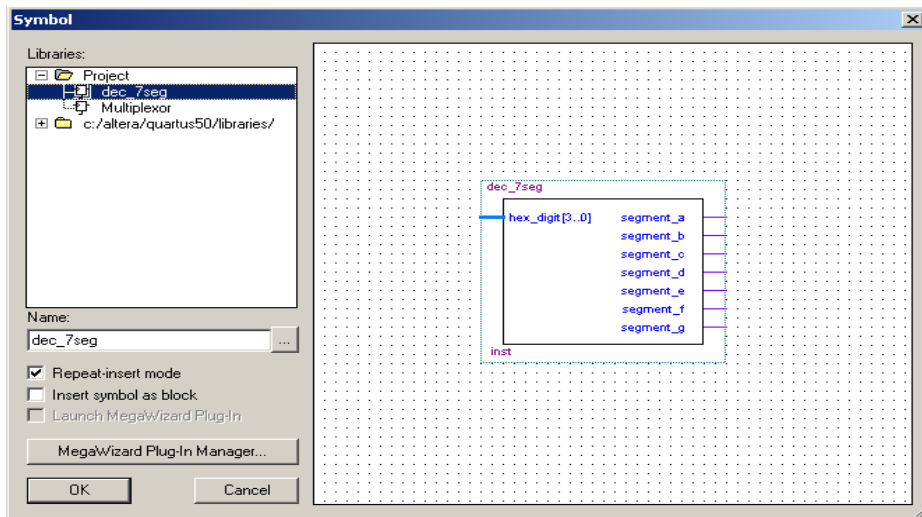 Symbol
Libraries:
Project
dec_7seg
Multiplexor
c:/altera/quartus50/libraries/
Name:
dec_7seg
...
Repeat-insert mode
Insert symbol as block
Launch MegaWizard Plug-In
MegaWizard Plug-In Manager...
OK
Cancel
dec_7seg
hex_digit[3..0]
segment_a
segment_b
segment_c
segment_d
segment_e
segment_f
segment_g
inst